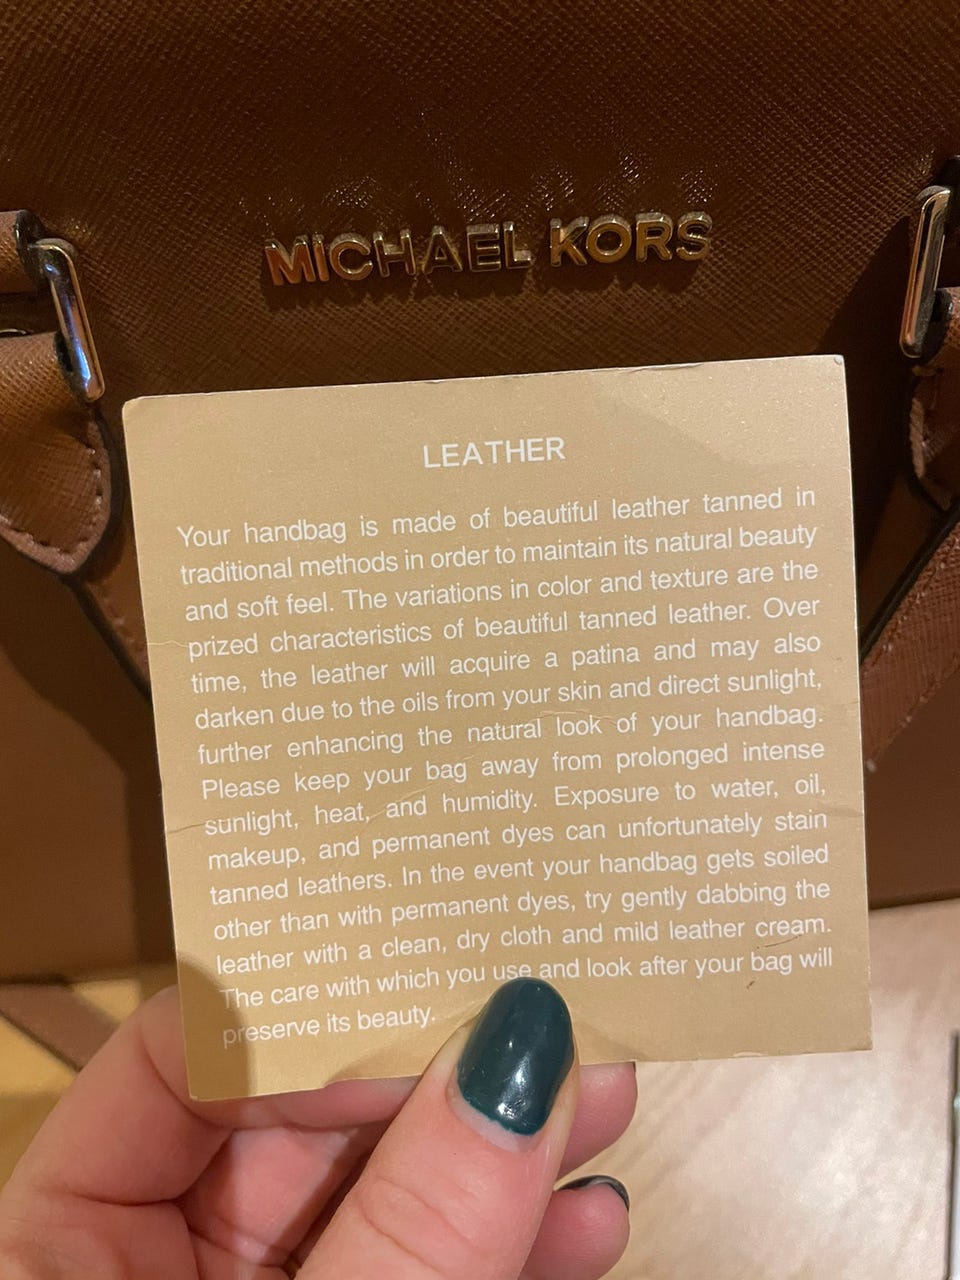 MICHAEL KORS
LEATHER
Your handbag is made of beautiful leather tanned in
traditional methods in order to maintain its natural beauty
and soft feel. The variations in color and texture are the
prized characteristics of beautiful tanned leather. Over
time, the leather will acquire a patina and may also
darken due to the oils from your skin and direct sunlight,
further enhancing the natural look of your handbag.
Please keep your bag away from prolonged intense
sunlight, heat, and humidity. Exposure to water, oil,
makeup, and permanent dyes can unfortunately stain
tanned leathers. In the event your handbag gets soiled
other than with permanent dyes, try gently dabbing the
leather with a clean, dry cloth and mild leather cream.
The care with which you use and look after your bag will
preserve its beauty.